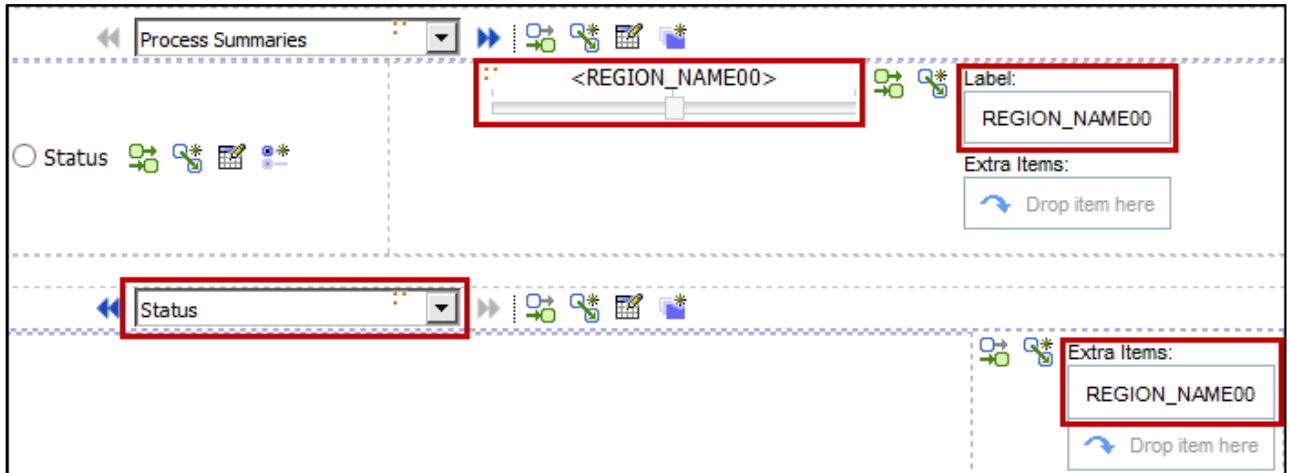 Process Summaries
<REGION_NAME00>
Label:
REGION_NAME00
Status
Extra Items:
Drop item here
Status
Extra Items:
REGION_NAME00
Drop item here